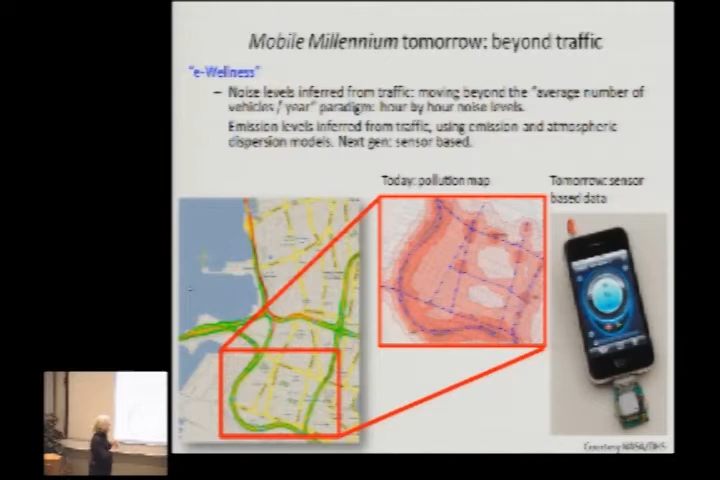 Mobile Millennium tomorrow: beyond traffic
"e-Wellness"
– Noise levels inferred from traffic: moving beyond the "average number of
vehicles / year" paradigm: hour by hour noise levels.
Emission levels inferred from traffic, using emission and atmospheric
dispersion models. Next gen: sensor based.
Today: pollution map
Tomorrow: sensor
based data
Courtesy NASA/